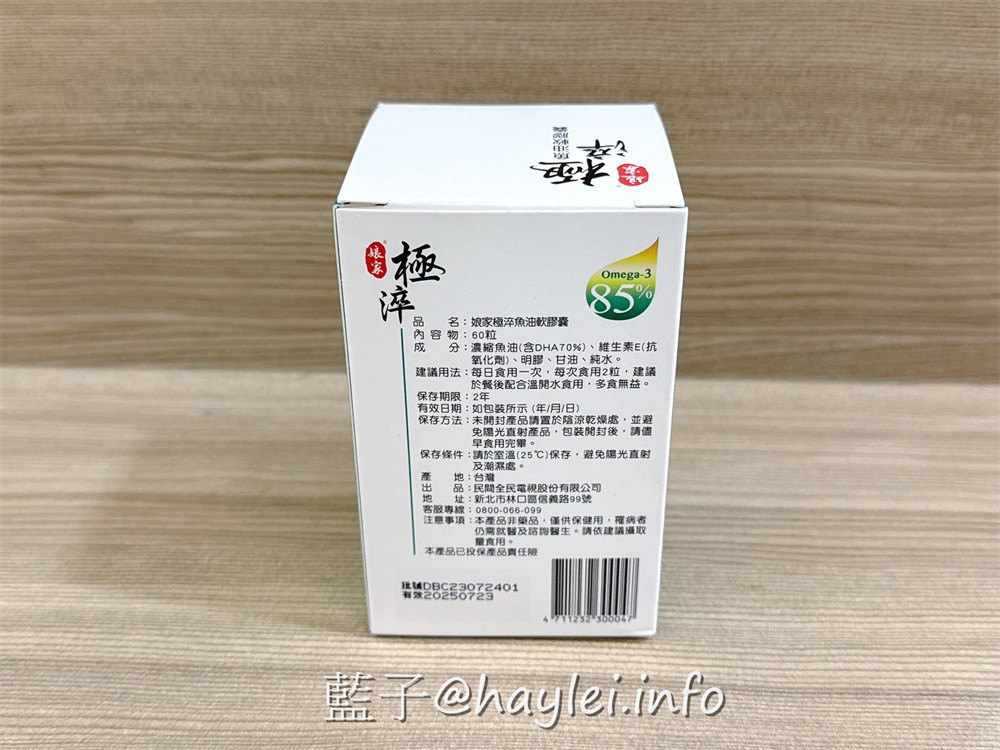 娘家
極淬
魚油
軟膠囊
娘家®
極淬
Omega-3
85%
品 名：娘家極淬魚油軟膠囊
內容物：60粒
成 分：濃縮魚油(含DHA70%)、維生素E(抗
氧化劑)、明膠、甘油、純水。
建議用法：每日食用一次，每次食用2粒，建議
於餐後配合溫開水食用，多食無益。
保存期限：2年
有效日期：如包裝所示 (年/月/日)
保存方法：未開封產品請置於陰涼乾燥處，並避
免陽光直射產品，包裝開封後，請儘
早食用完畢。
保存條件：請於室溫(25℃)保存，避免陽光直射
及潮濕處。
產 地：台灣
出 品：民間全民電視股份有限公司
地 址：新北市林口區信義路99號
客服專線：0800-066-099
注意事項：本產品非藥品，僅供保健用，罹病者
仍需就醫及諮詢醫生。請依建議攝取
量食用。
本產品已投保產品責任險
批號DBC23072401
有效20250723
4 711232 300047
藍子@haylei.info